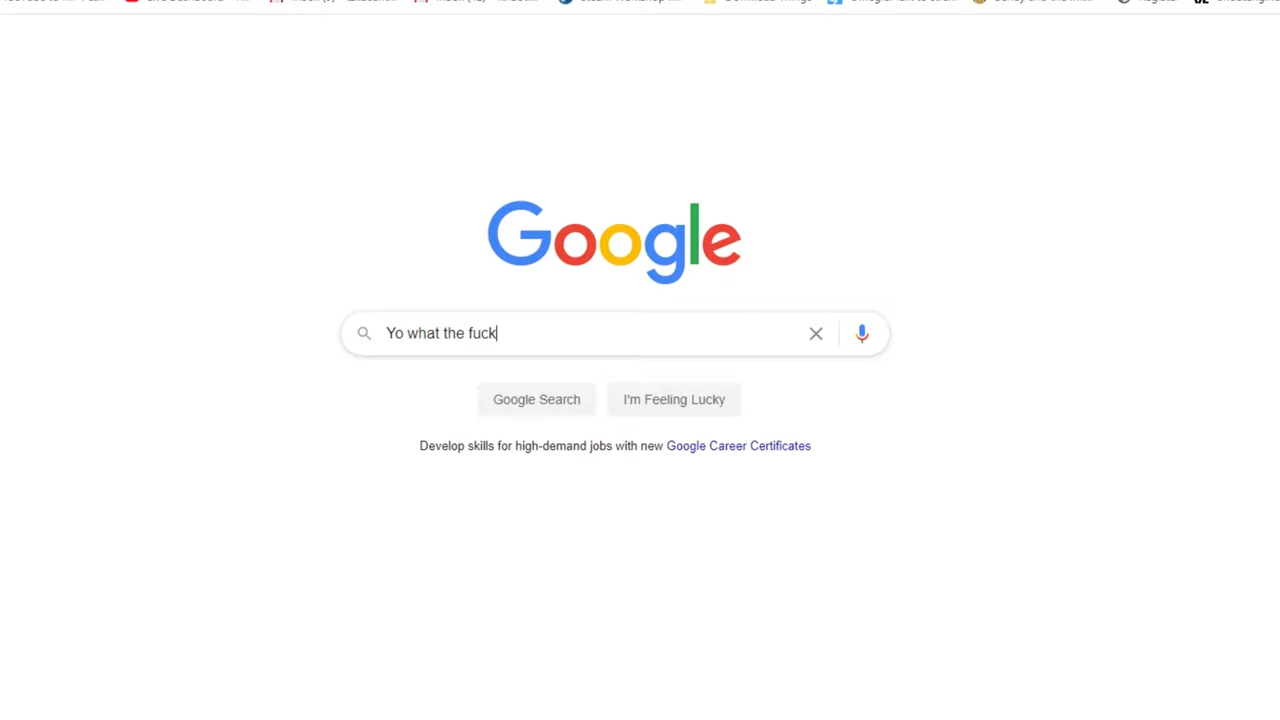 Google
Yo what the fuck
Google Search I'm Feeling Lucky
Develop skills for high-demand jobs with new Google Career Certificates